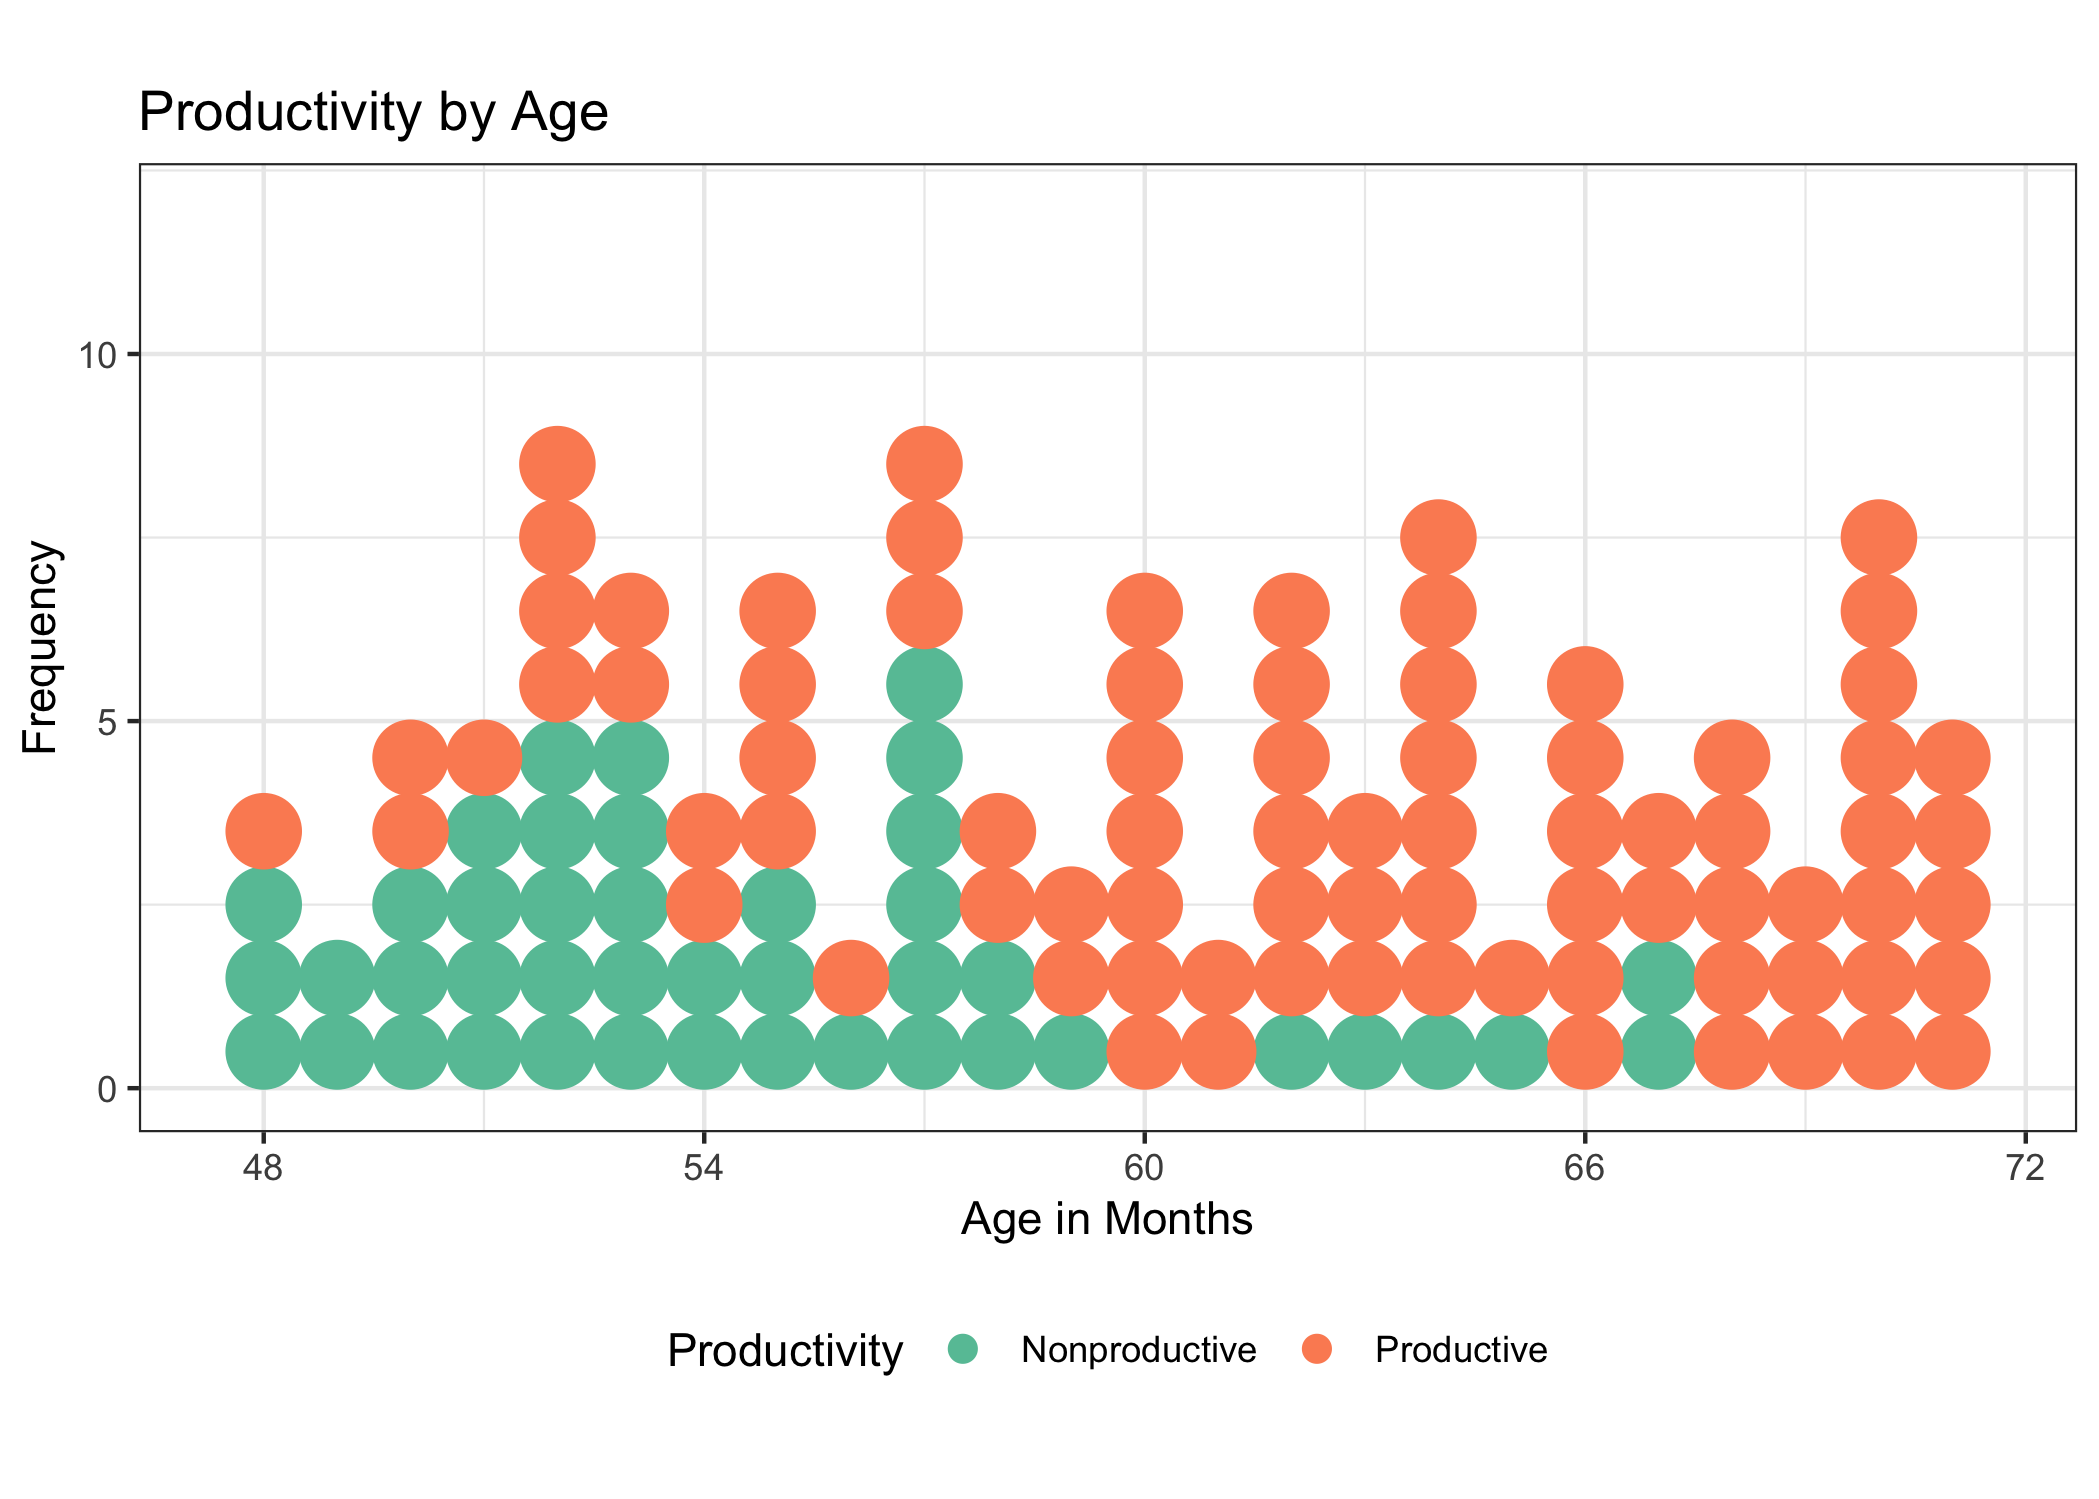 Productivity by Age
Frequency
10
5
0
48 54 60 66 72
Age in Months
Productivity Nonproductive Productive